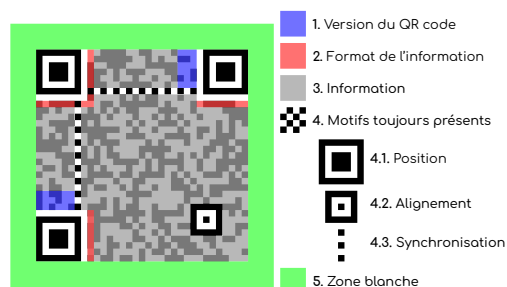 1. Version du QR code
2. Format de l'information
3. Information
4. Motifs toujours présents
4.1. Position
4.2. Alignement
4.3. Synchronisation
5. Zone blanche